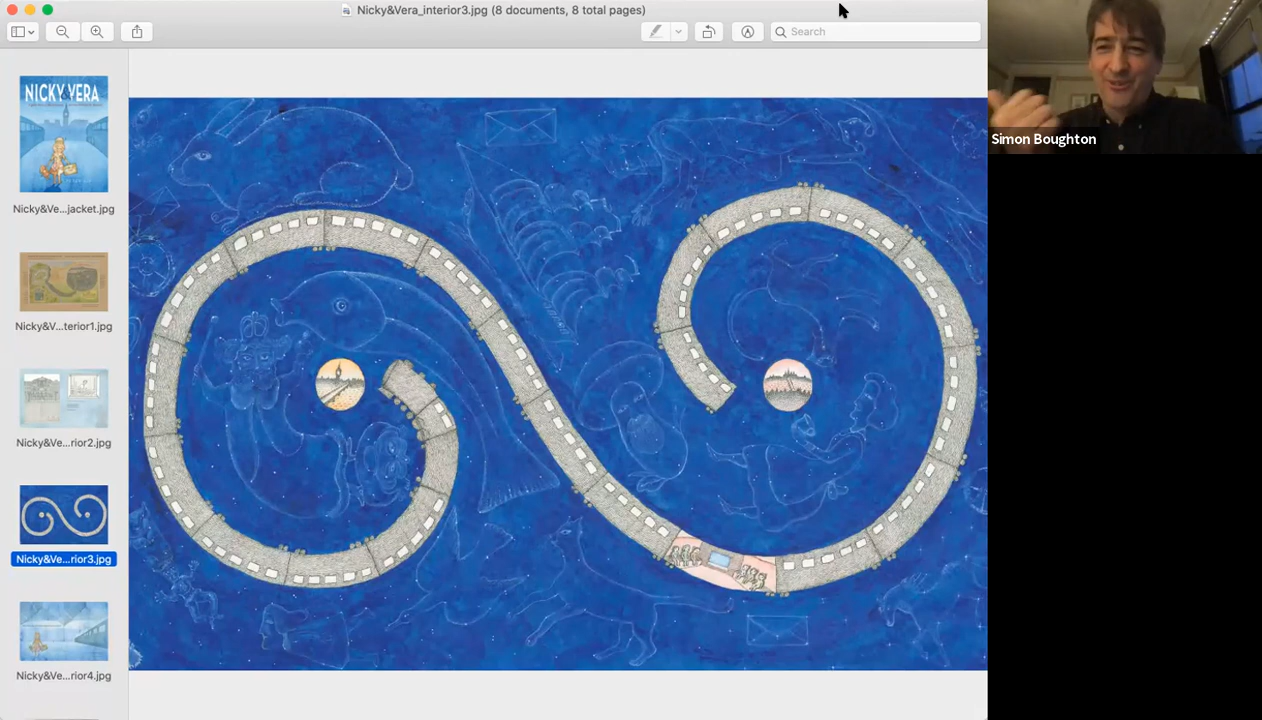 Nicky&Vera_interior3.jpg (8 documents, 8 total pages)
Search
NICKY & VERA
Nicky&Ve...jacket.jpg
Nicky&V...terior1.jpg
Nicky&Ve...rior2.jpg
Nicky&Ve...rior3.jpg
Nicky&Ve...rior4.jpg
Simon Boughton